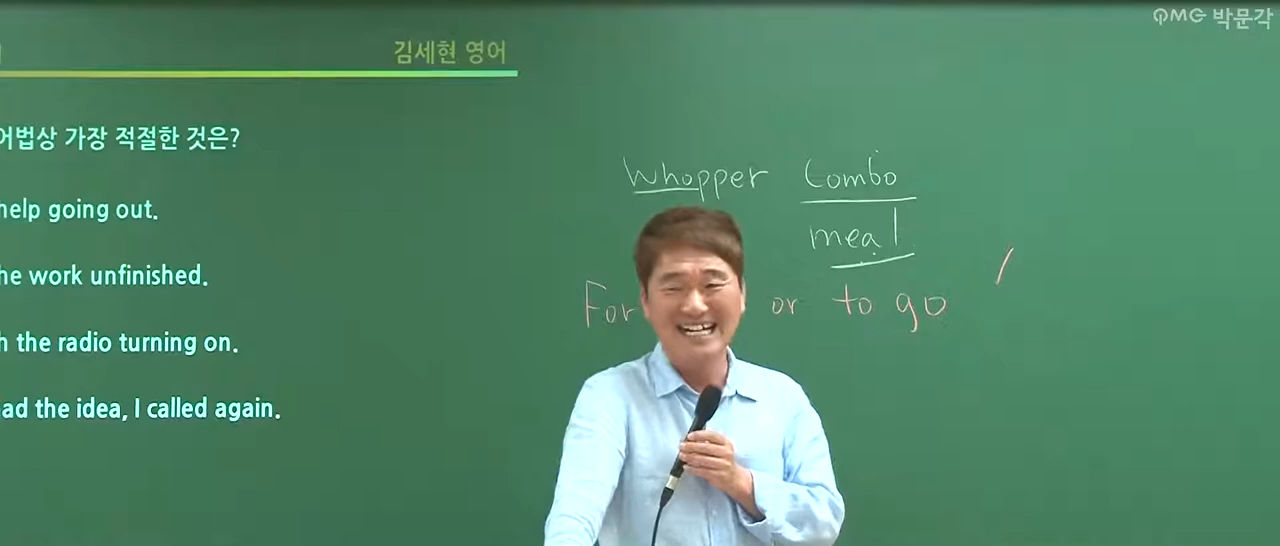 PMG 박문각
김세현 영어
어법상 가장 적절한 것은?
help going out.
he work unfinished.
h the radio turning on.
ad the idea, I called again.
Whopper Combo
meal
For or to go